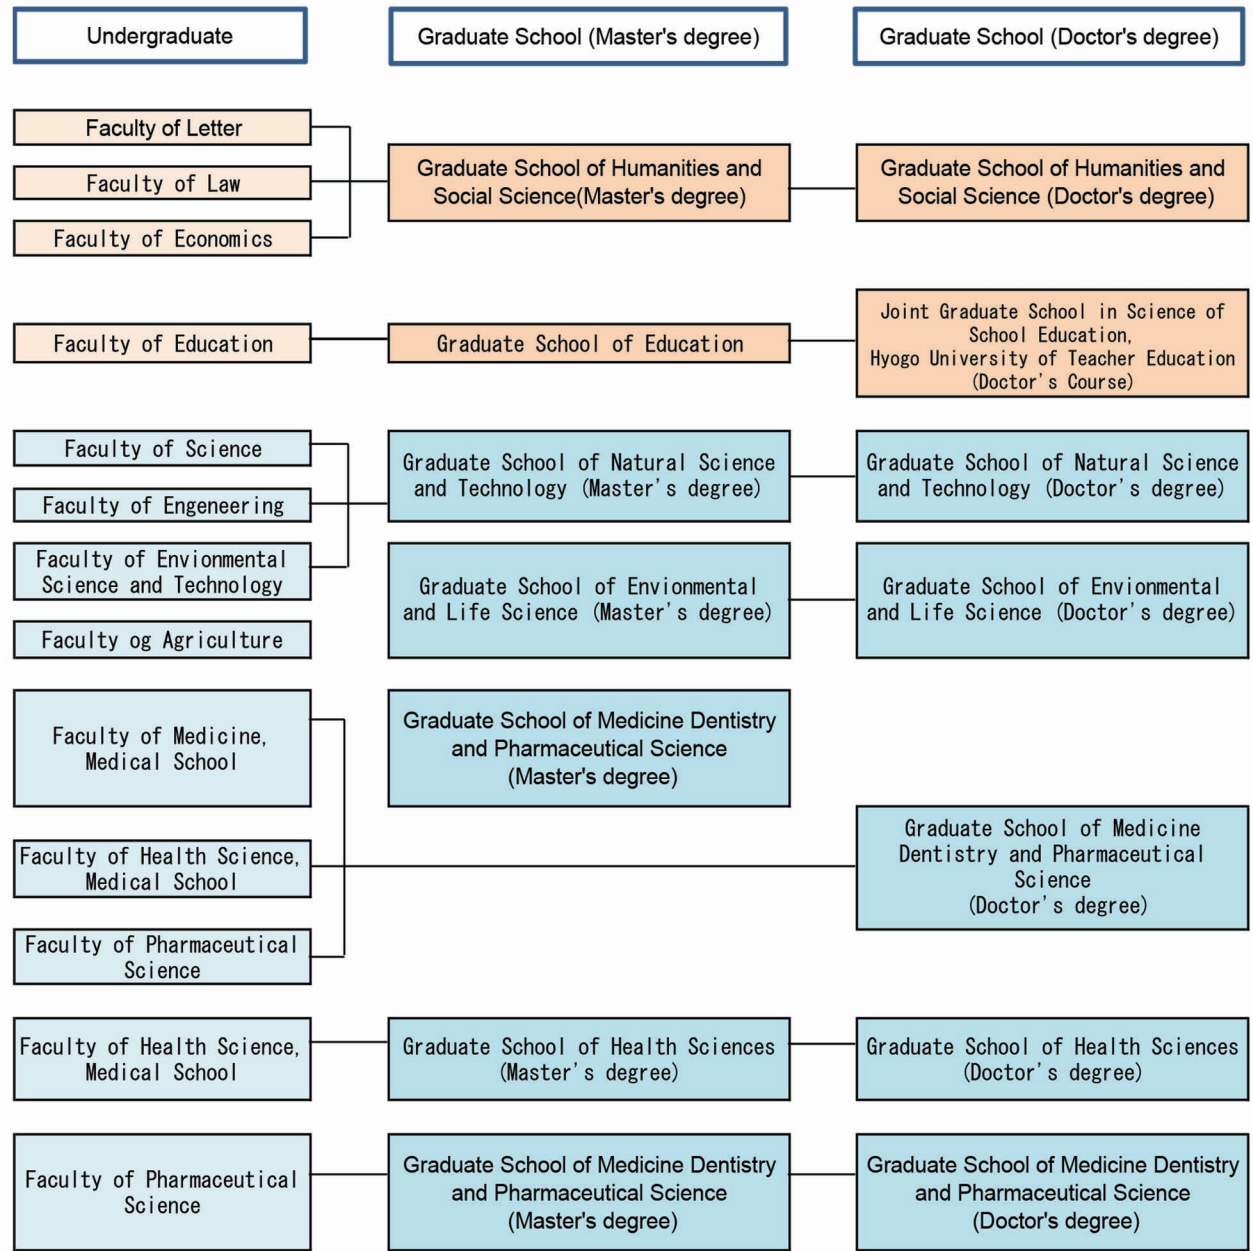 Undergraduate
Graduate School (Master's degree)
Graduate School (Doctor's degree)
Faculty of Letter
Faculty of Law
Faculty of Economics
Graduate School of Humanities and
Social Science(Master's degree)
Graduate School of Humanities and
Social Science (Doctor's degree)
Faculty of Education
Graduate School of Education
Joint Graduate School in Science of
School Education,
Hyogo University of Teacher Education
(Doctor's Course)
Faculty of Science
Faculty of Engeneering
Faculty of Envionmental
Science and Technology
Faculty og Agriculture
Graduate School of Natural Science
and Technology (Master's degree)
Graduate School of Natural Science
and Technology (Doctor's degree)
Graduate School of Envionmental
and Life Science (Master's degree)
Graduate School of Envionmental
and Life Science (Doctor's degree)
Faculty of Medicine,
Medical School
Graduate School of Medicine Dentistry
and Pharmaceutical Science
(Master's degree)
Faculty of Health Science,
Medical School
Faculty of Pharmaceutical
Science
Graduate School of Medicine
Dentistry and Pharmaceutical
Science
(Doctor's degree)
Faculty of Health Science,
Medical School
Graduate School of Health Sciences
(Master's degree)
Graduate School of Health Sciences
(Doctor's degree)
Faculty of Pharmaceutical
Science
Graduate School of Medicine Dentistry
and Pharmaceutical Science
(Master's degree)
Graduate School of Medicine Dentistry
and Pharmaceutical Science
(Doctor's degree)